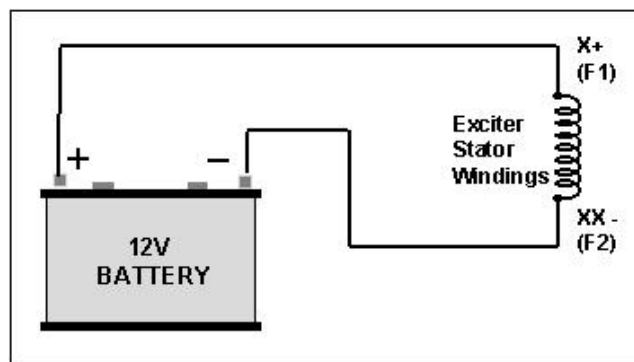 X+
(F1)
Exciter
Stator
Windings
+
−
XX -
(F2)
12V
BATTERY